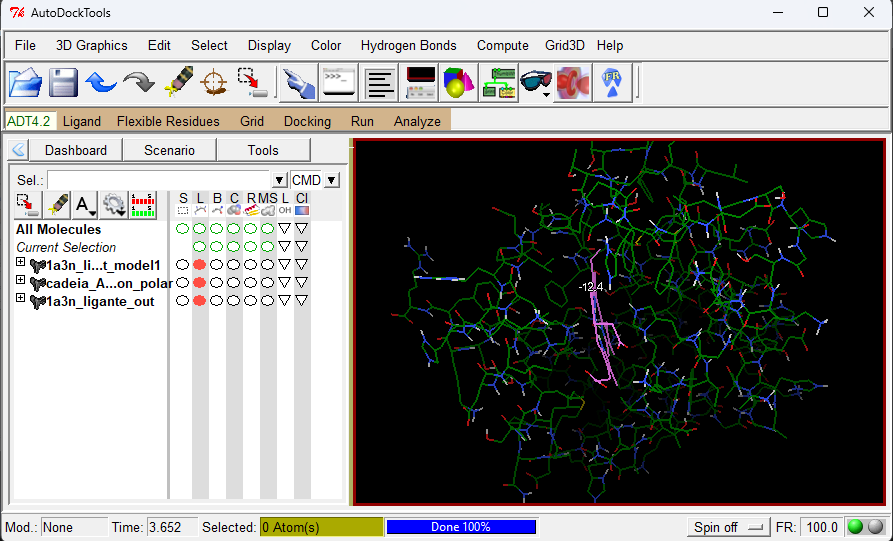 AutoDockTools
File 3D Graphics Edit Select Display Color Hydrogen Bonds Compute Grid3D Help
>>>_
FR
ADT4.2 Ligand Flexible Residues Grid Docking Run Analyze
Dashboard Scenario Tools
Sel.: CMD
A
S L B C R MS L Cl
OH
All Molecules
Current Selection
1a3n_li...t_model1
cadeia_A...on_polar
1a3n_ligante_out
-12.4
Mod.: None Time: 3.652 Selected: 0 Atom(s) Done 100% Spin off FR: 100.0